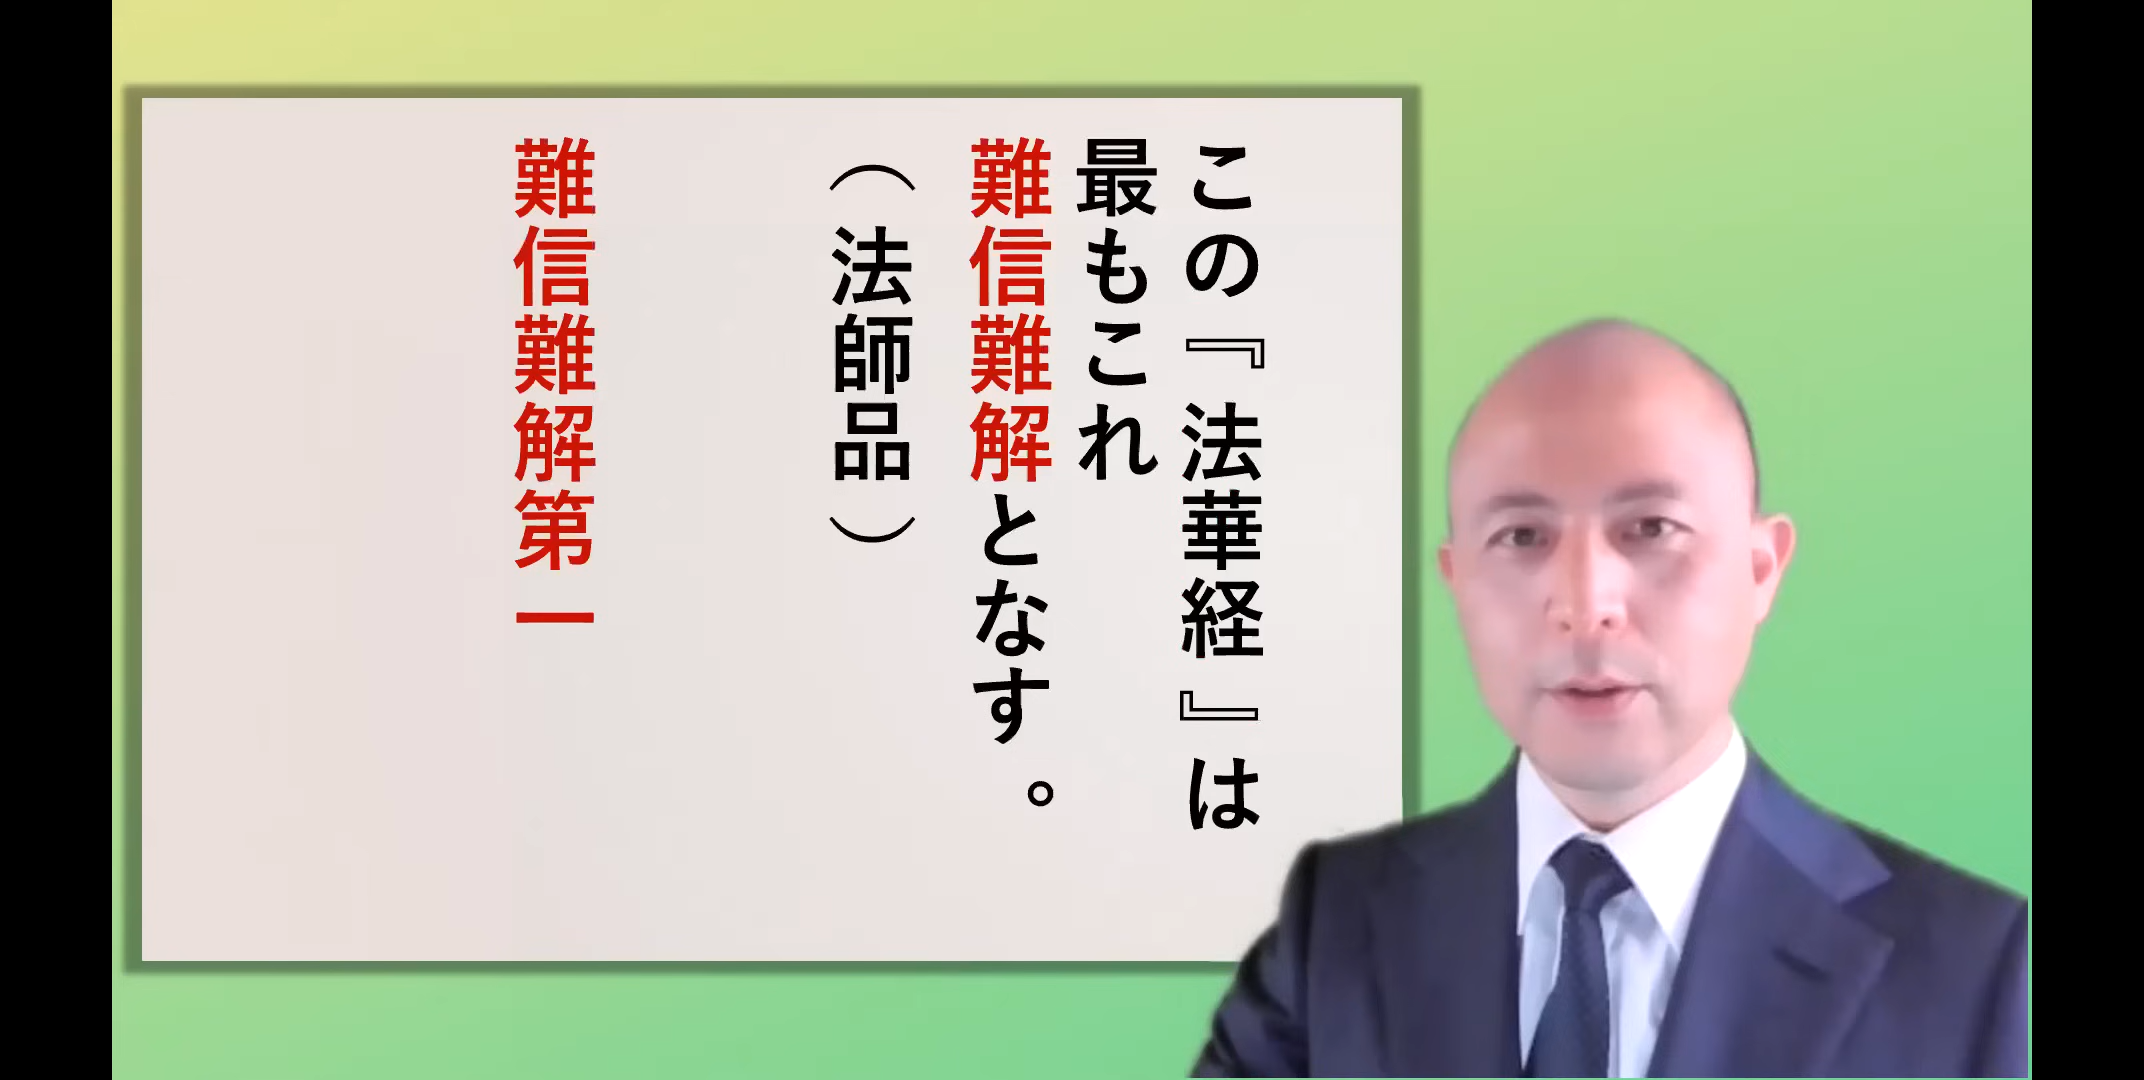 この『法華経』は
最もこれ
難信難解となす。
（法師品）
難信難解第一